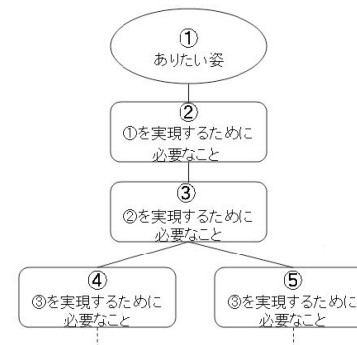 ①
ありたい姿
②
①を実現するために
必要なこと
③
②を実現するために
必要なこと
④
③を実現するために
必要なこと
⑤
③を実現するために
必要なこと